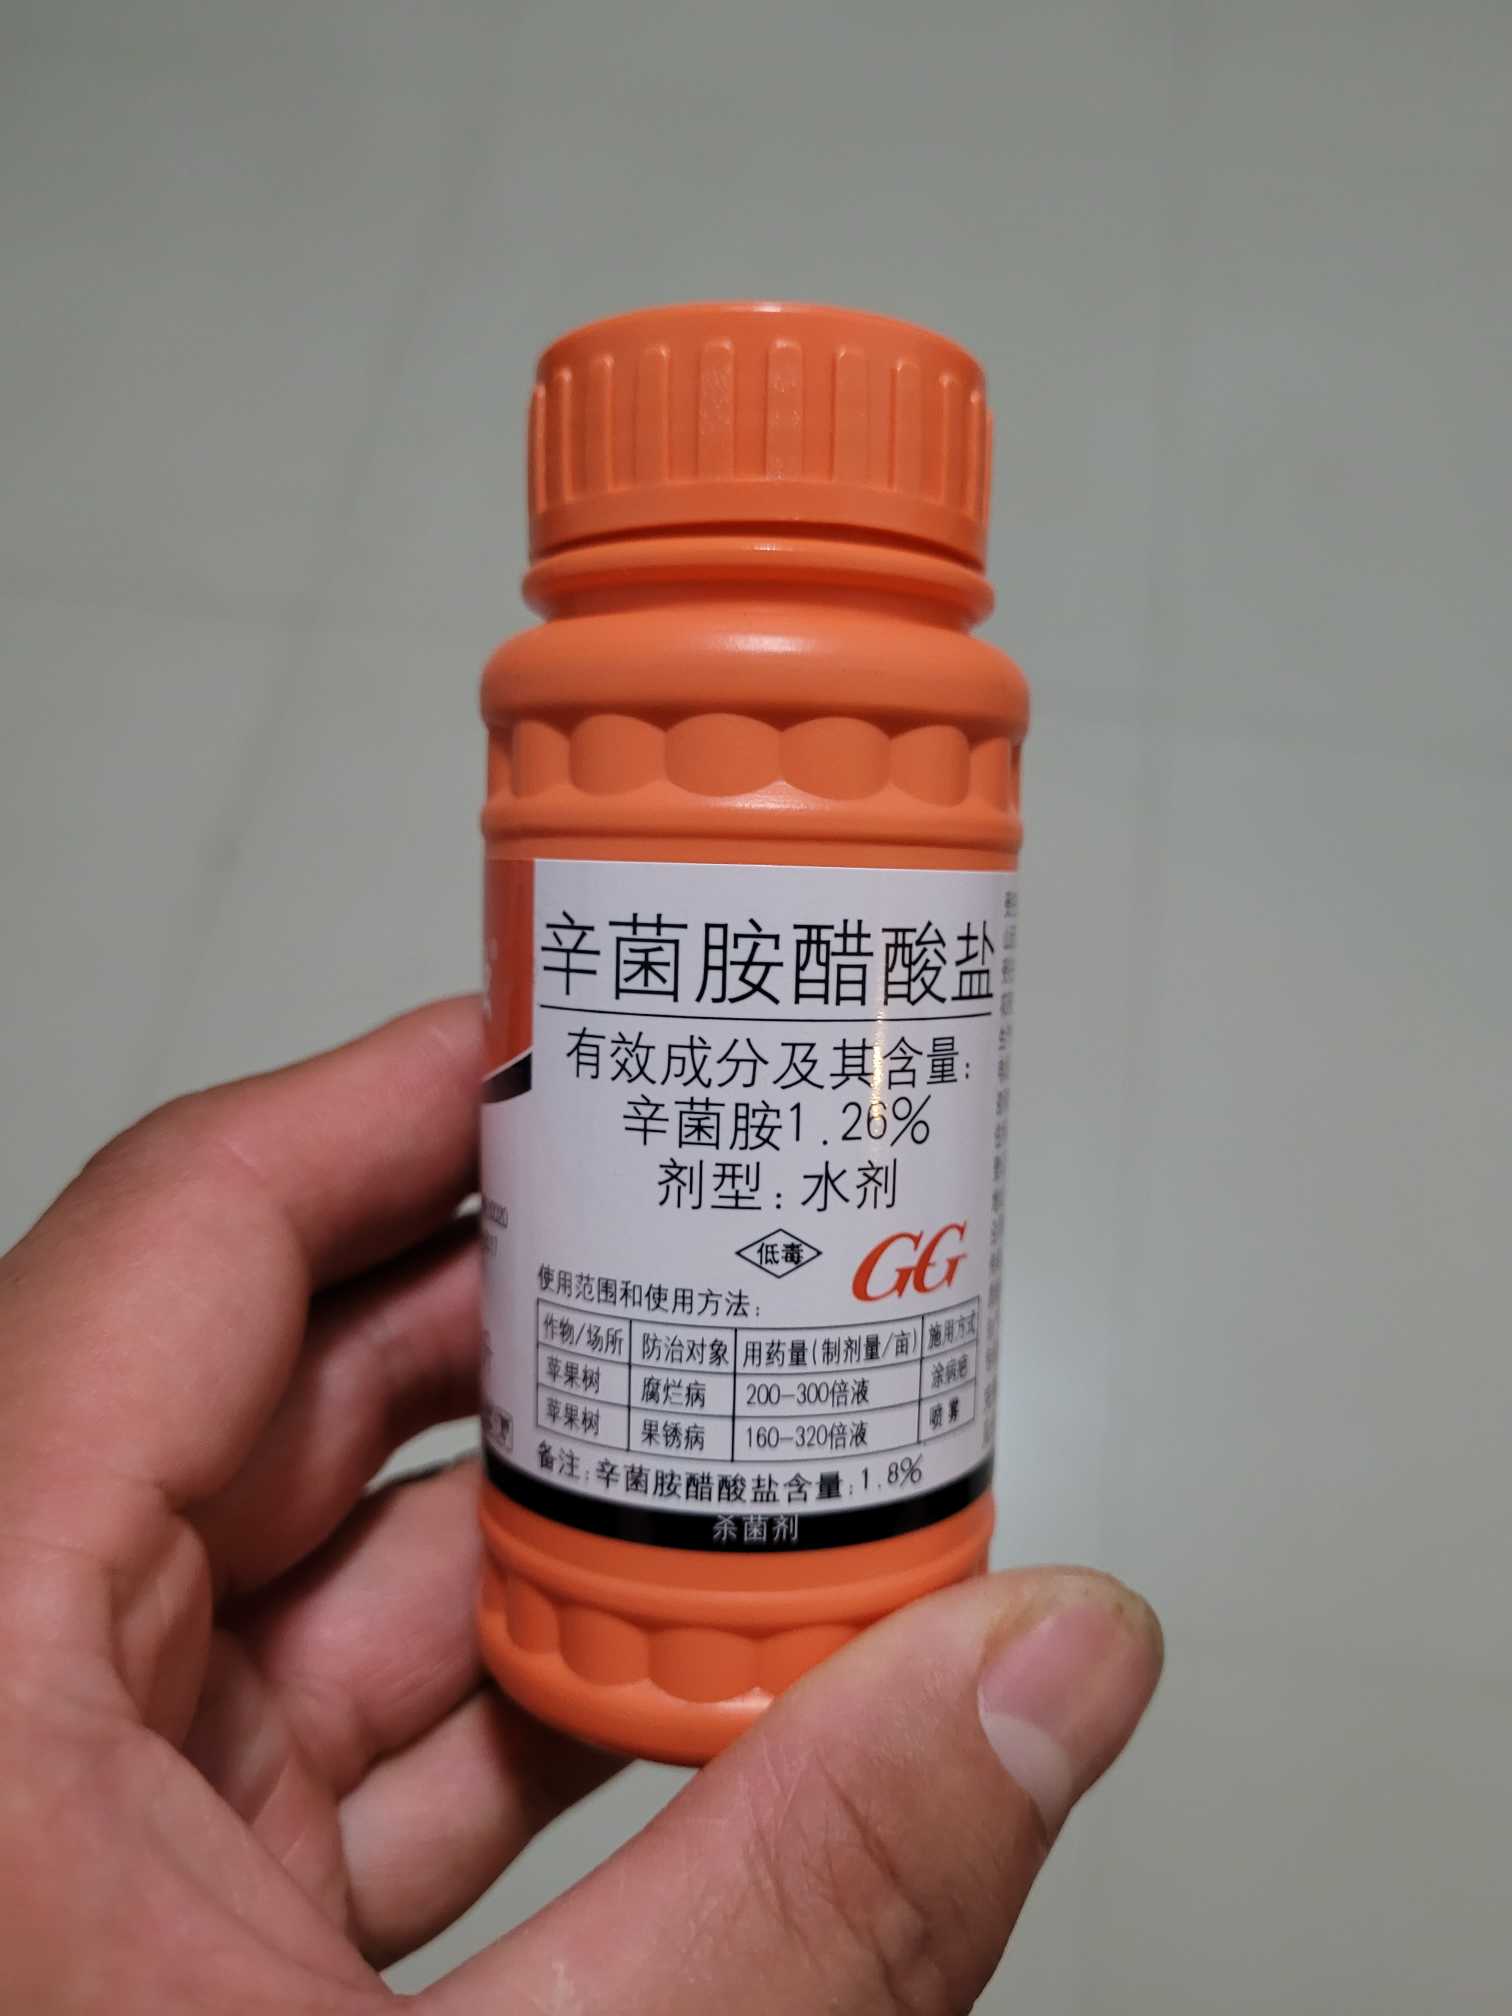 辛菌胺醋酸盐
有效成分及其含量:
辛菌胺1.26%
剂型:水剂
低毒
GG
使用范围和使用方法:
作物/场所 防治对象 用药量(制剂量/亩) 施用方式
苹果树 腐烂病 200-300倍液 涂病疤
苹果树 果锈病 160-320倍液 喷雾
备注:辛菌胺醋酸盐含量:1.8%
杀菌剂